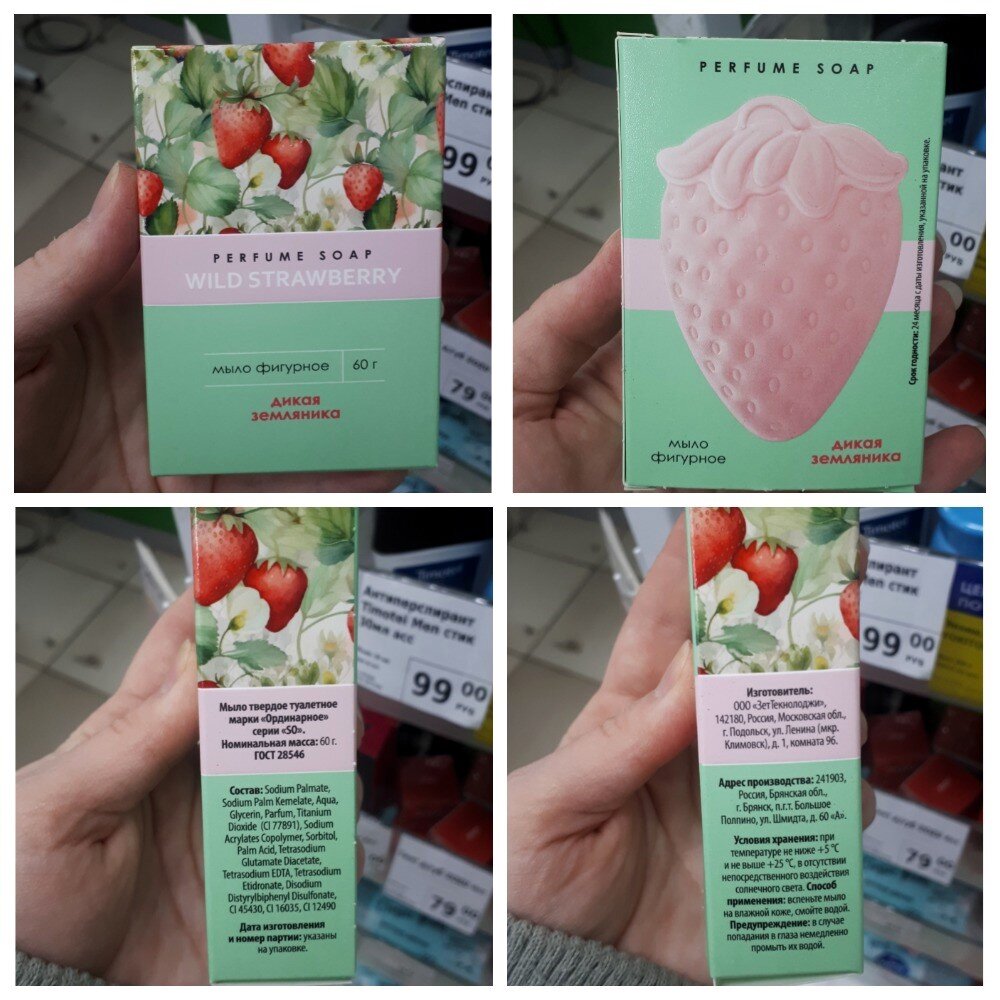 PERFUME SOAP
WILD STRAWBERRY
мыло фигурное 60 г
дикая
земляника
99
79
PERFUME SOAP
Срок годности: 24 месяца с даты изготовления, указанной на упаковке.
мыло
фигурное
дикая
земляника
00
РУБ
Мыло твердое туалетное
марки «Ординарное»
серии «SO».
Номинальная масса: 60 г.
ГОСТ 28546
Состав: Sodium Palmate,
Sodium Palm Kemelate, Aqua,
Glycerin, Parfum, Titanium
Dioxide (CI 77891), Sodium
Acrylates Copolymer, Sorbitol,
Palm Acid, Tetrasodium
Glutamate Diacetate,
Tetrasodium EDTA, Tetrasodium
Etidronate, Disodium
Distyrylbiphenyl Disulfonate,
CI 45430, CI 16035, CI 12490
Дата изготовления
и номер партии: указаны
на упаковке.
Timotei
Антиперспирант
Timotei Men стик
99 00
РУБ
79
Изготовитель:
ООО «ЗетТекнолоджи»,
142180, Россия, Московская обл.,
г. Подольск, ул. Ленина (мкр.
Климовск), д. 1, комната 96.
Адрес производства: 241903,
Россия, Брянская обл.,
г. Брянск, п.г.т. Большое
Полпино, ул. Шмидта, д. 60 «А».
Условия хранения: при
температуре не ниже +5 °С
и не выше +25 °С, в отсутствии
непосредственного воздействия
солнечного света. Способ
применения: вспеньте мыло
на влажной коже, смойте водой.
Предупреждение: в случае
попадания в глаза немедленно
промыть их водой.
99 00
РУБ
79